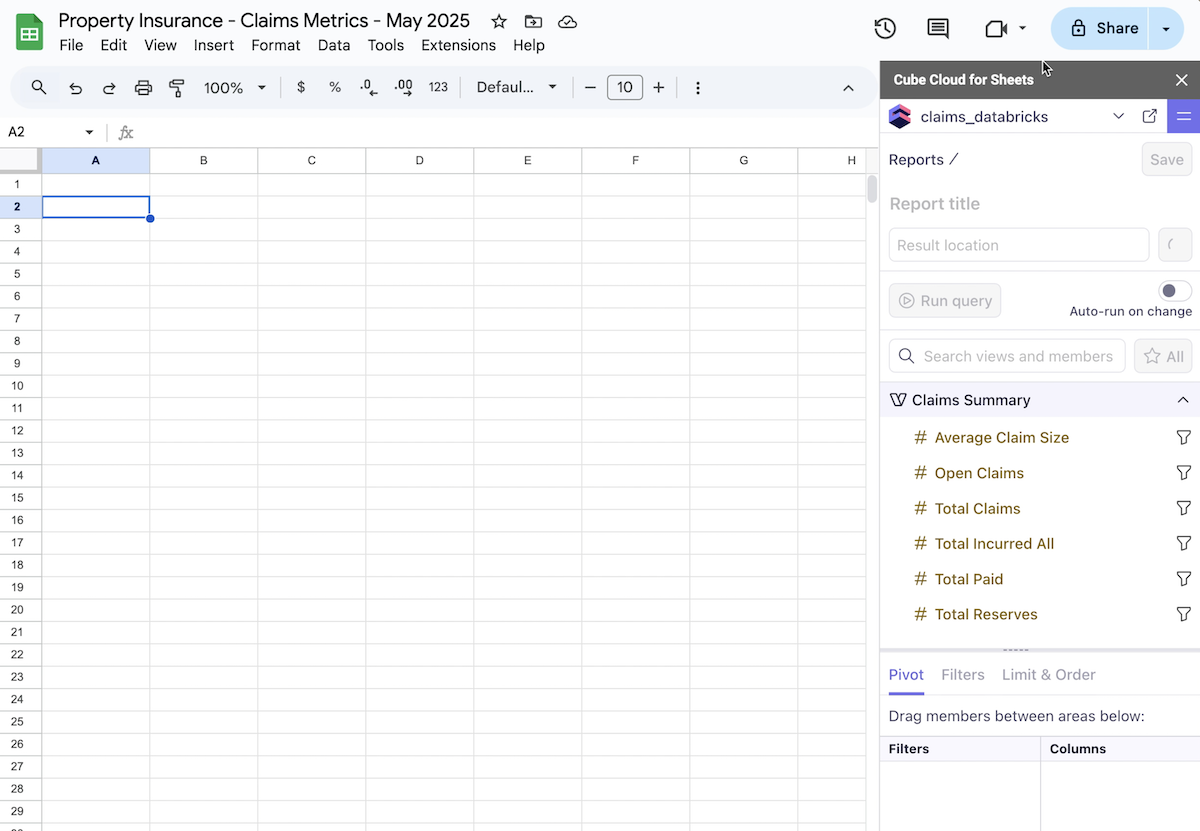 Property Insurance - Claims Metrics - May 2025
File Edit View Insert Format Data Tools Extensions Help
Share
100% $ % .0 .00 123 Defaul... − 10 +
A2 fx
A B C D E F G H
1
2
3
4
5
6
7
8
9
10
11
12
13
14
15
16
17
18
19
20
21
22
23
24
25
26
27
28
29
Cube Cloud for Sheets
claims_databricks
Reports / Save
Report title
Result location
Run query
Auto-run on change
Search views and members All
Claims Summary
# Average Claim Size
# Open Claims
# Total Claims
# Total Incurred All
# Total Paid
# Total Reserves
Pivot Filters Limit & Order
Drag members between areas below:
Filters Columns